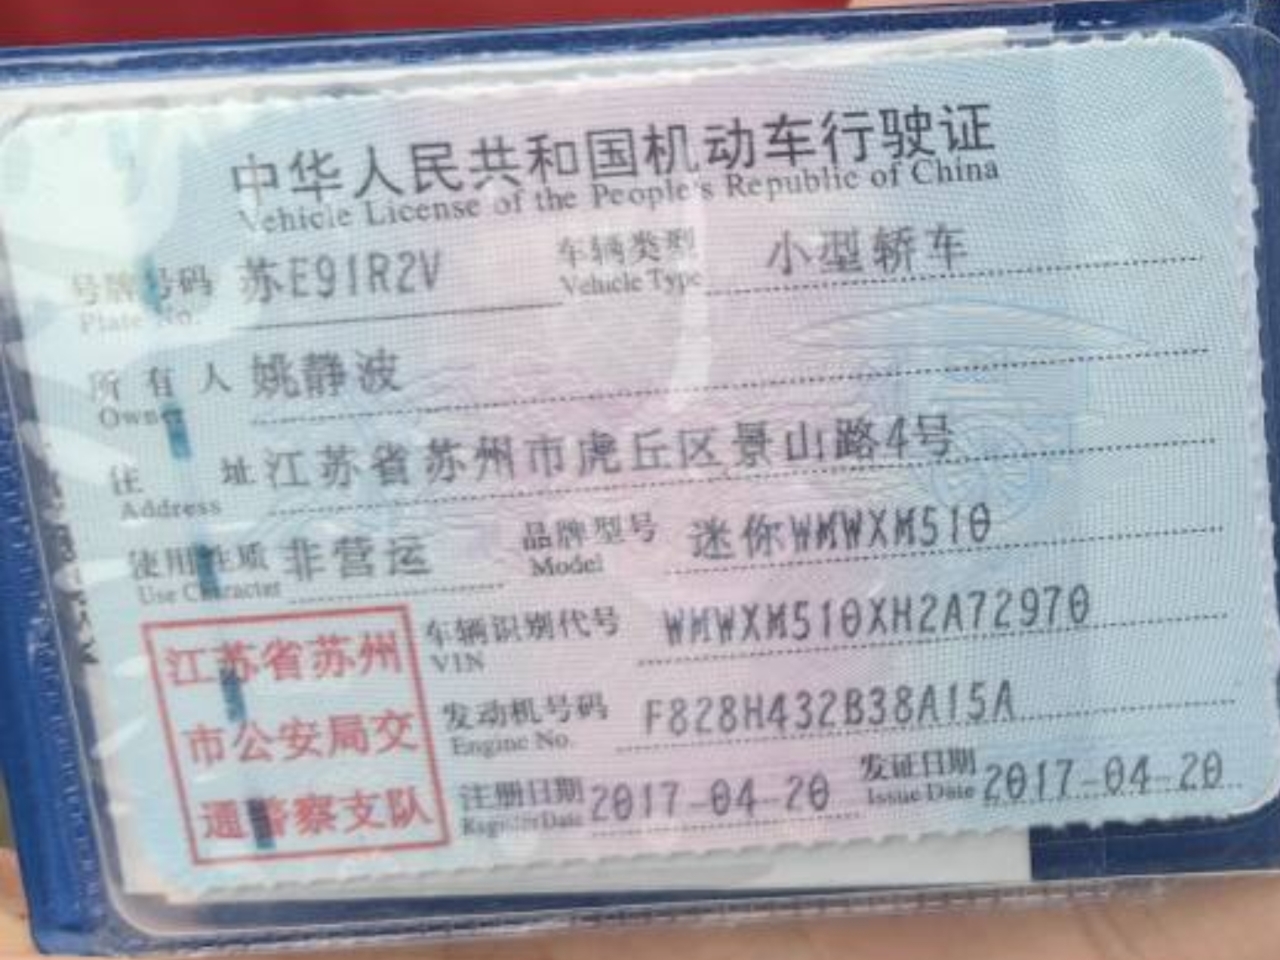 中华人民共和国机动车行驶证
Vehicle License of the People's Republic of China
号牌号码 苏E91R2V 车辆类型 小型轿车
Plate No. Vehicle Type
所有人 姚静波
Owner
住址 江苏省苏州市虎丘区景山路4号
Address
使用性质 非营运 品牌型号 迷你WMWXM510
Use Character Model
车辆识别代号 WMWXM510XH2A72970
VIN
发动机号码 F828H432B38A15A
Engine No.
注册日期 2017-04-20 发证日期 2017-04-20
Register Date Issue Date
江苏省苏州
市公安局交
通警察支队